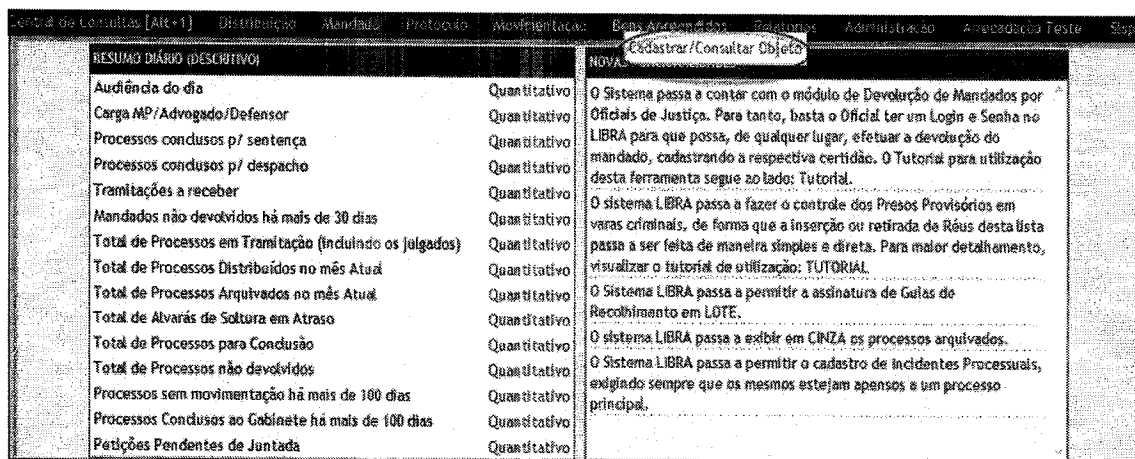 Central de Consultas [Alt+1] Distribuição Mandado Protocolo Movimentação Bens Apreendidos Relatórios Administração Arrecadação Teste
Cadastrar/Consultar Objeto
RESUMO DIÁRIO (DESCRITIVO)
Audiência do dia Quantitativo
Carga MP/Advogado/Defensor Quantitativo
Processos conclusos p/ sentença Quantitativo
Processos conclusos p/ despacho Quantitativo
Tramitações a receber Quantitativo
Mandados não devolvidos há mais de 30 dias Quantitativo
Total de Processos em Tramitação (incluindo os julgados) Quantitativo
Total de Processos Distribuídos no mês Atual Quantitativo
Total de Processos Arquivados no mês Atual Quantitativo
Total de Alvarás de Soltura em Atraso Quantitativo
Total de Processos para Conclusão Quantitativo
Total de Processos não devolvidos Quantitativo
Processos sem movimentação há mais de 100 dias Quantitativo
Processos Conclusos ao Gabinete há mais de 100 dias Quantitativo
Petições Pendentes de Juntada Quantitativo
NOVA
O Sistema passa a contar com o módulo de Devolução de Mandados por
Oficiais de Justiça. Para tanto, basta o Oficial ter um Login e Senha no
LIBRA para que possa, de qualquer lugar, efetuar a devolução do
mandado, cadastrando a respectiva certidão. O Tutorial para utilização
desta ferramenta segue ao lado: Tutorial.
O sistema LIBRA passa a fazer o controle dos Presos Provisórios em
varas criminais, de forma que a inserção ou retirada de Réus desta lista
passa a ser feita de maneira simples e direta. Para maior detalhamento,
visualizar o tutorial de utilização: TUTORIAL.
O Sistema LIBRA passa a permitir a assinatura de Guias de
Recolhimento em LOTE.
O sistema LIBRA passa a exibir em CINZA os processos arquivados.
O Sistema LIBRA passa a permitir o cadastro de Incidentes Processuais,
exigindo sempre que os mesmos estejam apensos a um processo
principal.